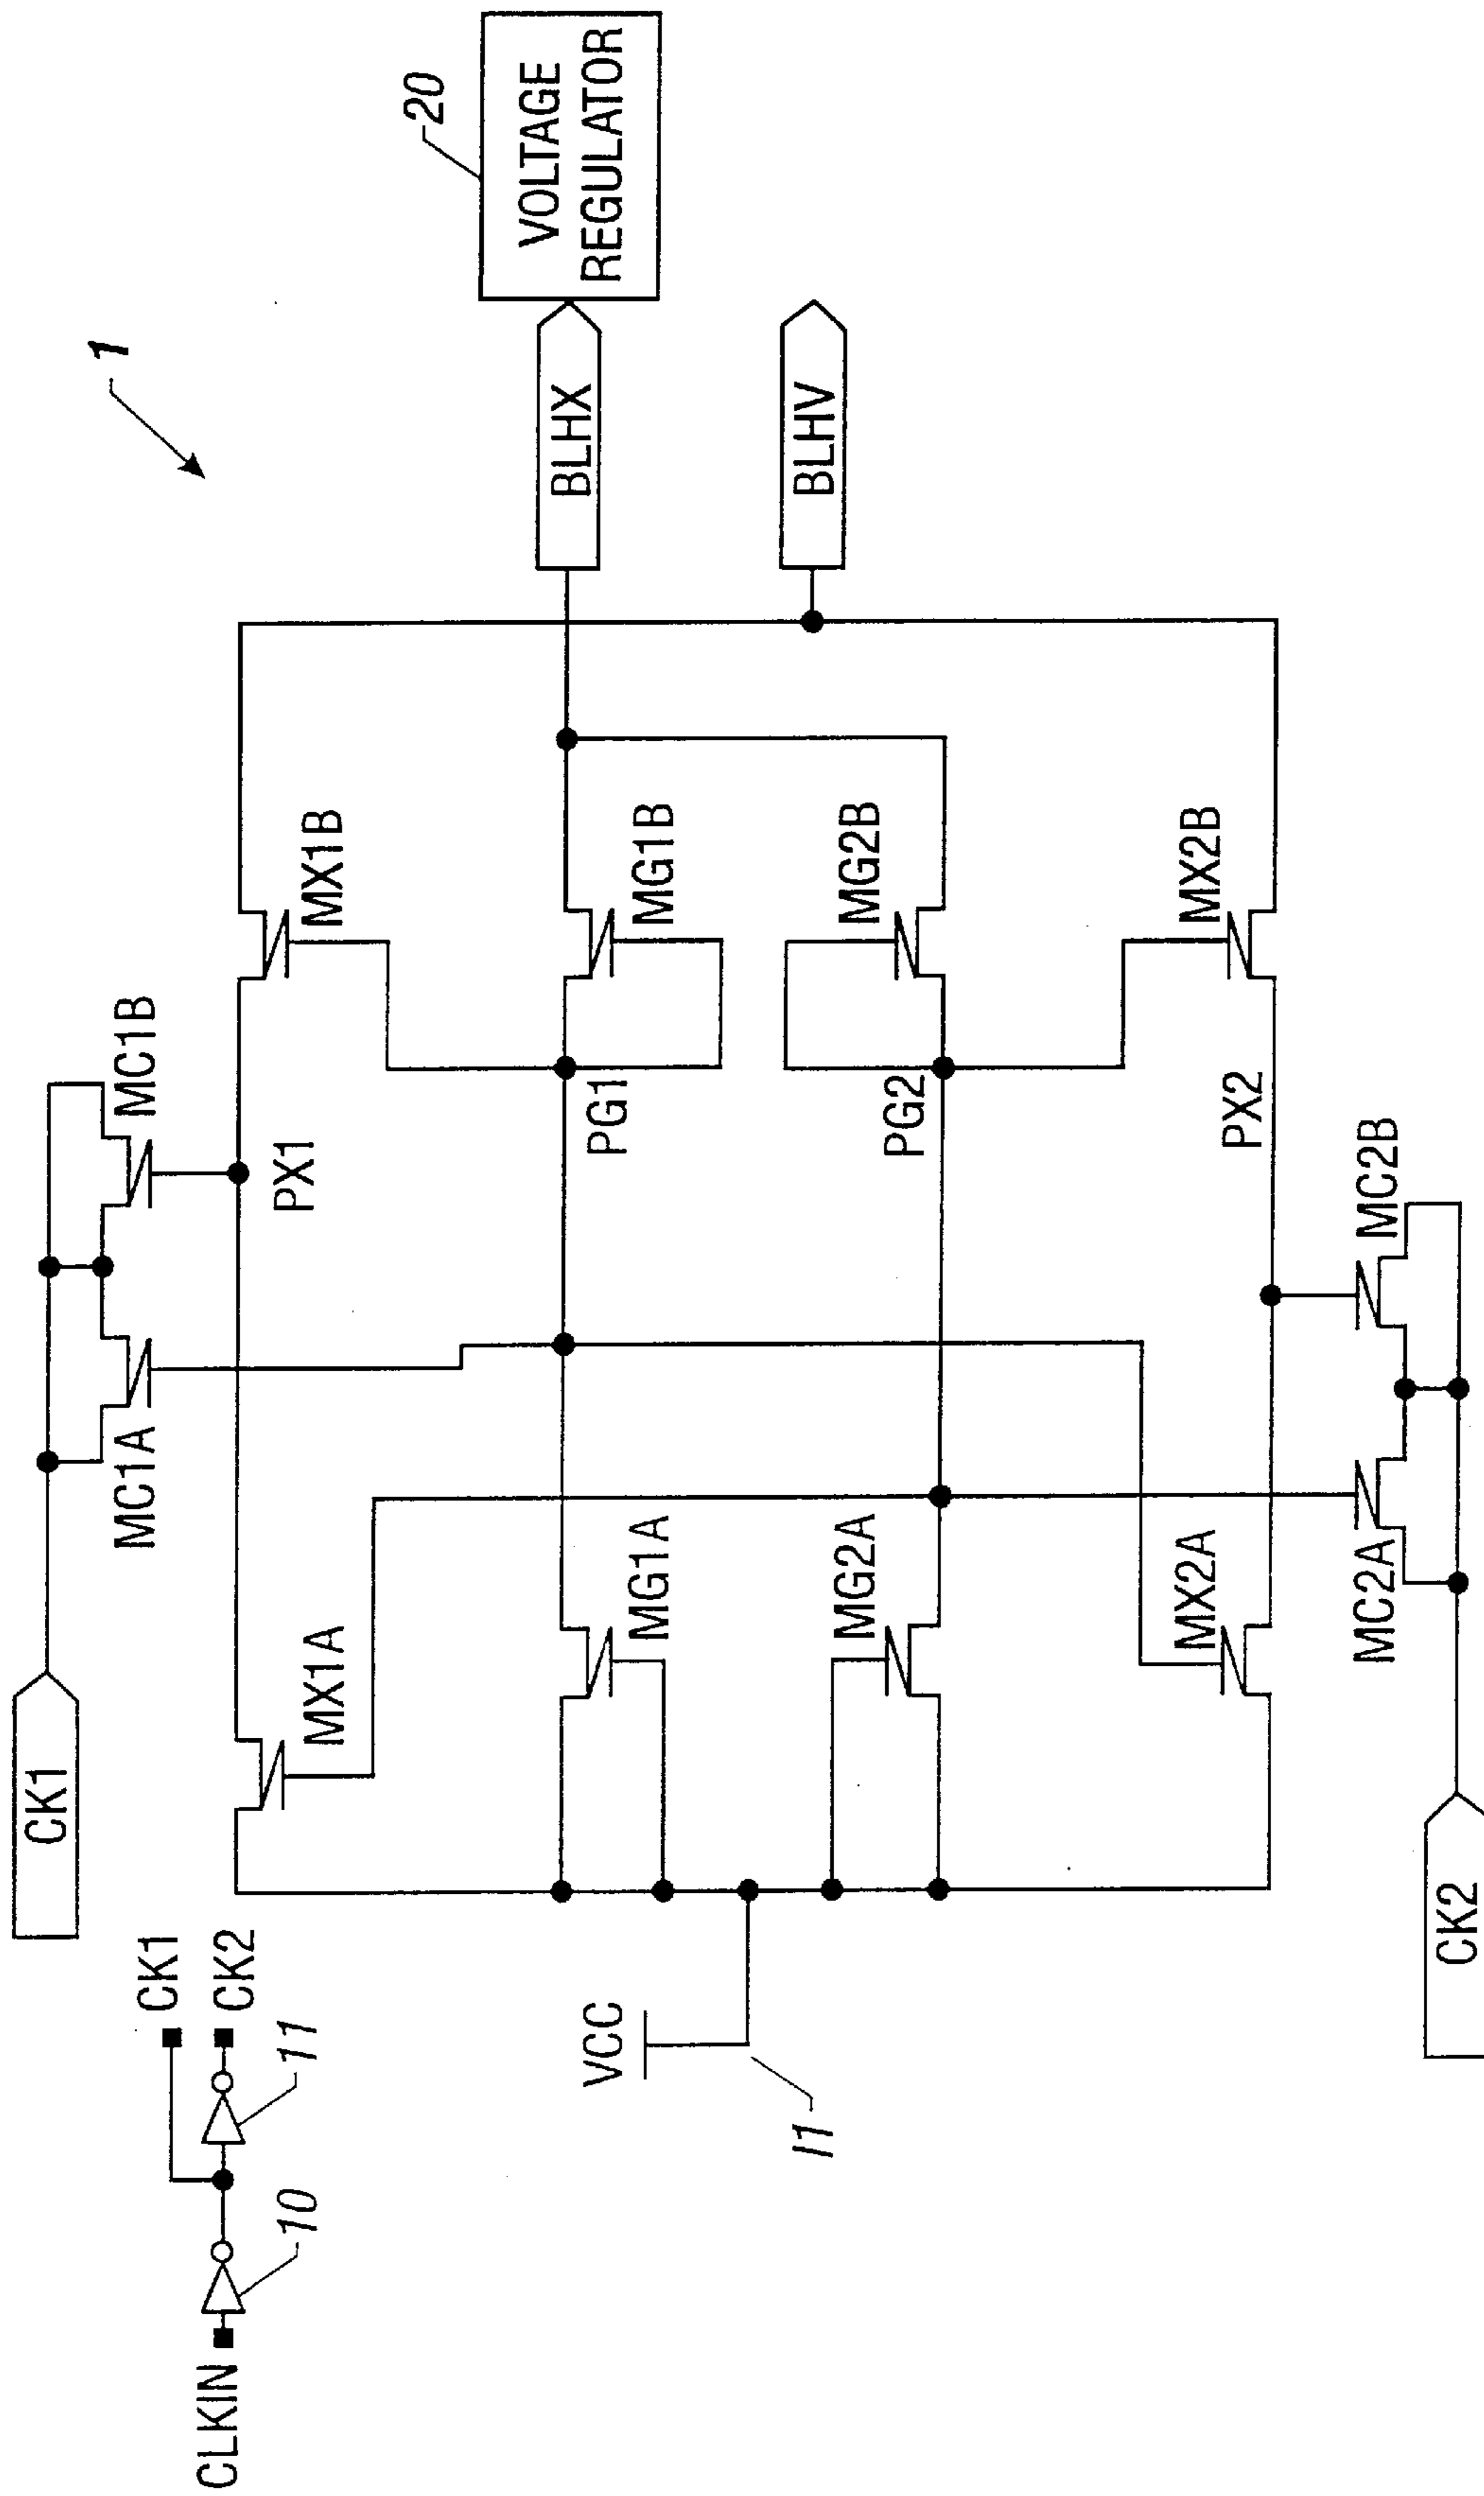 1
20
VOLTAGE
REGULATOR
BLHX
BLHV
CK1
MC1A
MC1B
MX1A
PX1
MX1B
MG1A
PG1
MG1B
MG2A
PG2
MG2B
MX2A
PX2
MX2B
MC2A
MC2B
CK2
VCC
11
CLKIN
10
11
CK1
CK2